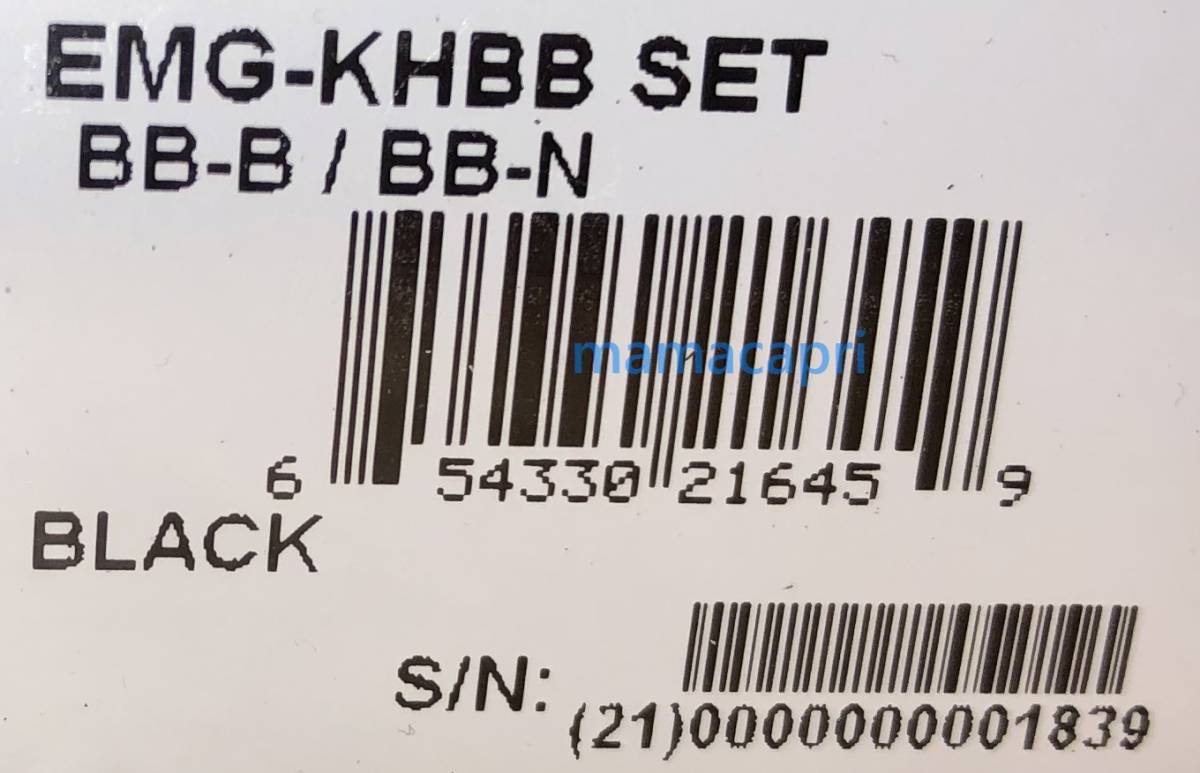 EMG-KHBB SET
BB-B / BB-N
mamacapri
6 54330 21645 9
BLACK
S/N:
(21)0000000001839